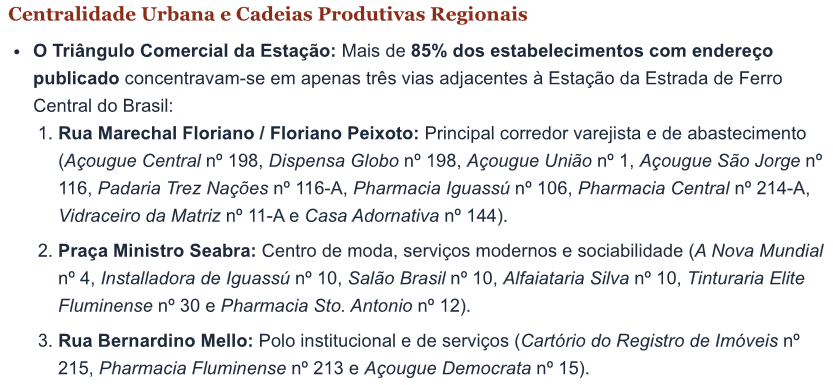 Centralidade Urbana e Cadeias Produtivas Regionais
• O Triângulo Comercial da Estação: Mais de 85% dos estabelecimentos com endereço
publicado concentravam-se em apenas três vias adjacentes à Estação da Estrada de Ferro
Central do Brasil:
1. Rua Marechal Floriano / Floriano Peixoto: Principal corredor varejista e de abastecimento
(Açougue Central nº 198, Dispensa Globo nº 198, Açougue União nº 1, Açougue São Jorge nº
116, Padaria Trez Nações nº 116-A, Pharmacia Iguassú nº 106, Pharmacia Central nº 214-A,
Vidraceiro da Matriz nº 11-A e Casa Adornativa nº 144).
2. Praça Ministro Seabra: Centro de moda, serviços modernos e sociabilidade (A Nova Mundial
nº 4, Installadora de Iguassú nº 10, Salão Brasil nº 10, Alfaiataria Silva nº 10, Tinturaria Elite
Fluminense nº 30 e Pharmacia Sto. Antonio nº 12).
3. Rua Bernardino Mello: Polo institucional e de serviços (Cartório do Registro de Imóveis nº
215, Pharmacia Fluminense nº 213 e Açougue Democrata nº 15).